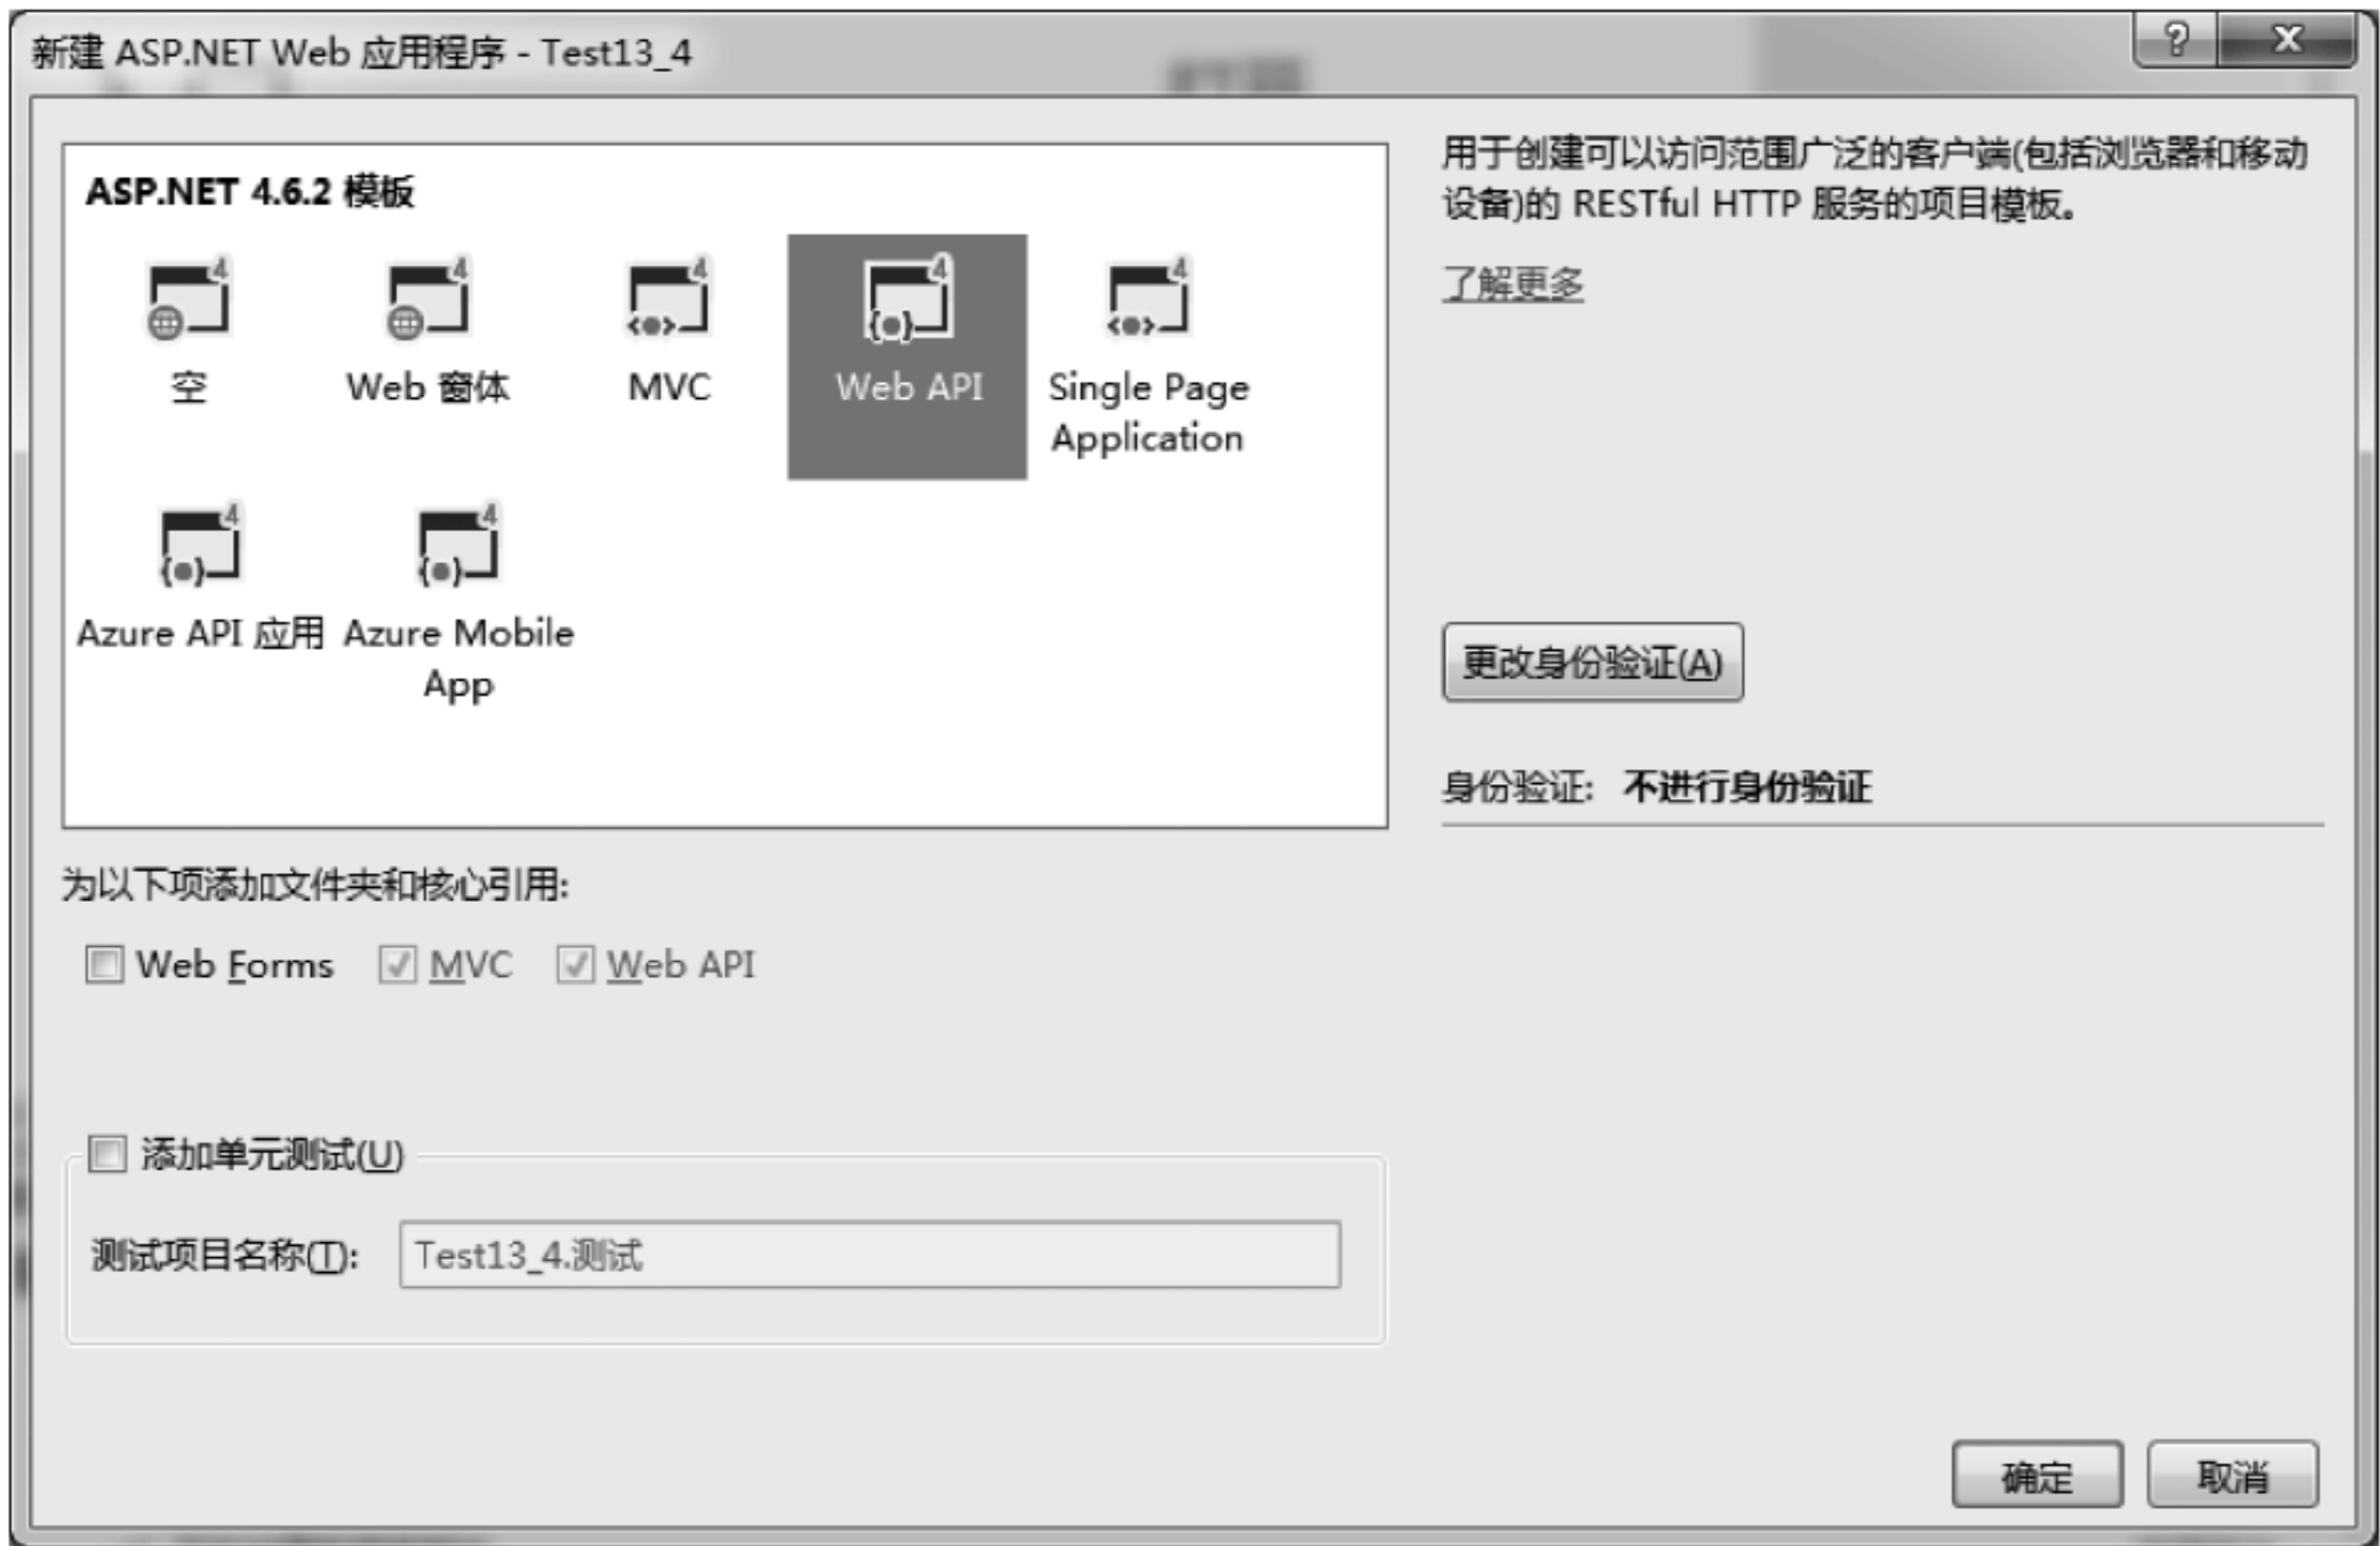 新建 ASP.NET Web 应用程序 - Test13_4
ASP.NET 4.6.2 模板
空
Web 窗体
MVC
Web API
Single Page
Application
Azure API 应用
Azure Mobile
App
用于创建可以访问范围广泛的客户端(包括浏览器和移动
设备)的 RESTful HTTP 服务的项目模板。
了解更多
更改身份验证(A)
身份验证: 不进行身份验证
为以下项添加文件夹和核心引用:
Web Forms MVC Web API
添加单元测试(U)
测试项目名称(T): Test13_4.测试
确定 取消